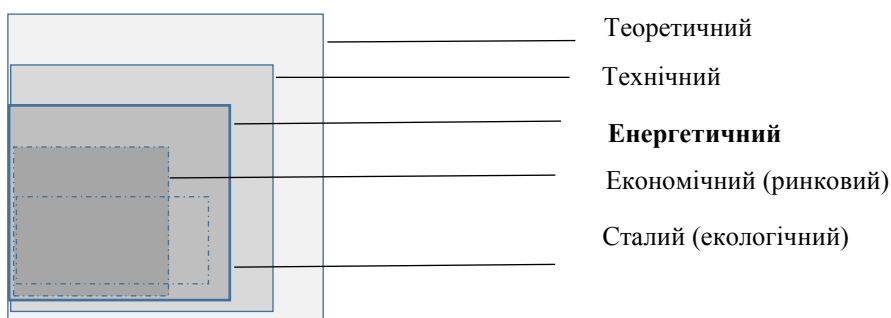 Теоретичний
Технічний
Енергетичний
Економічний (ринковий)
Сталий (екологічний)